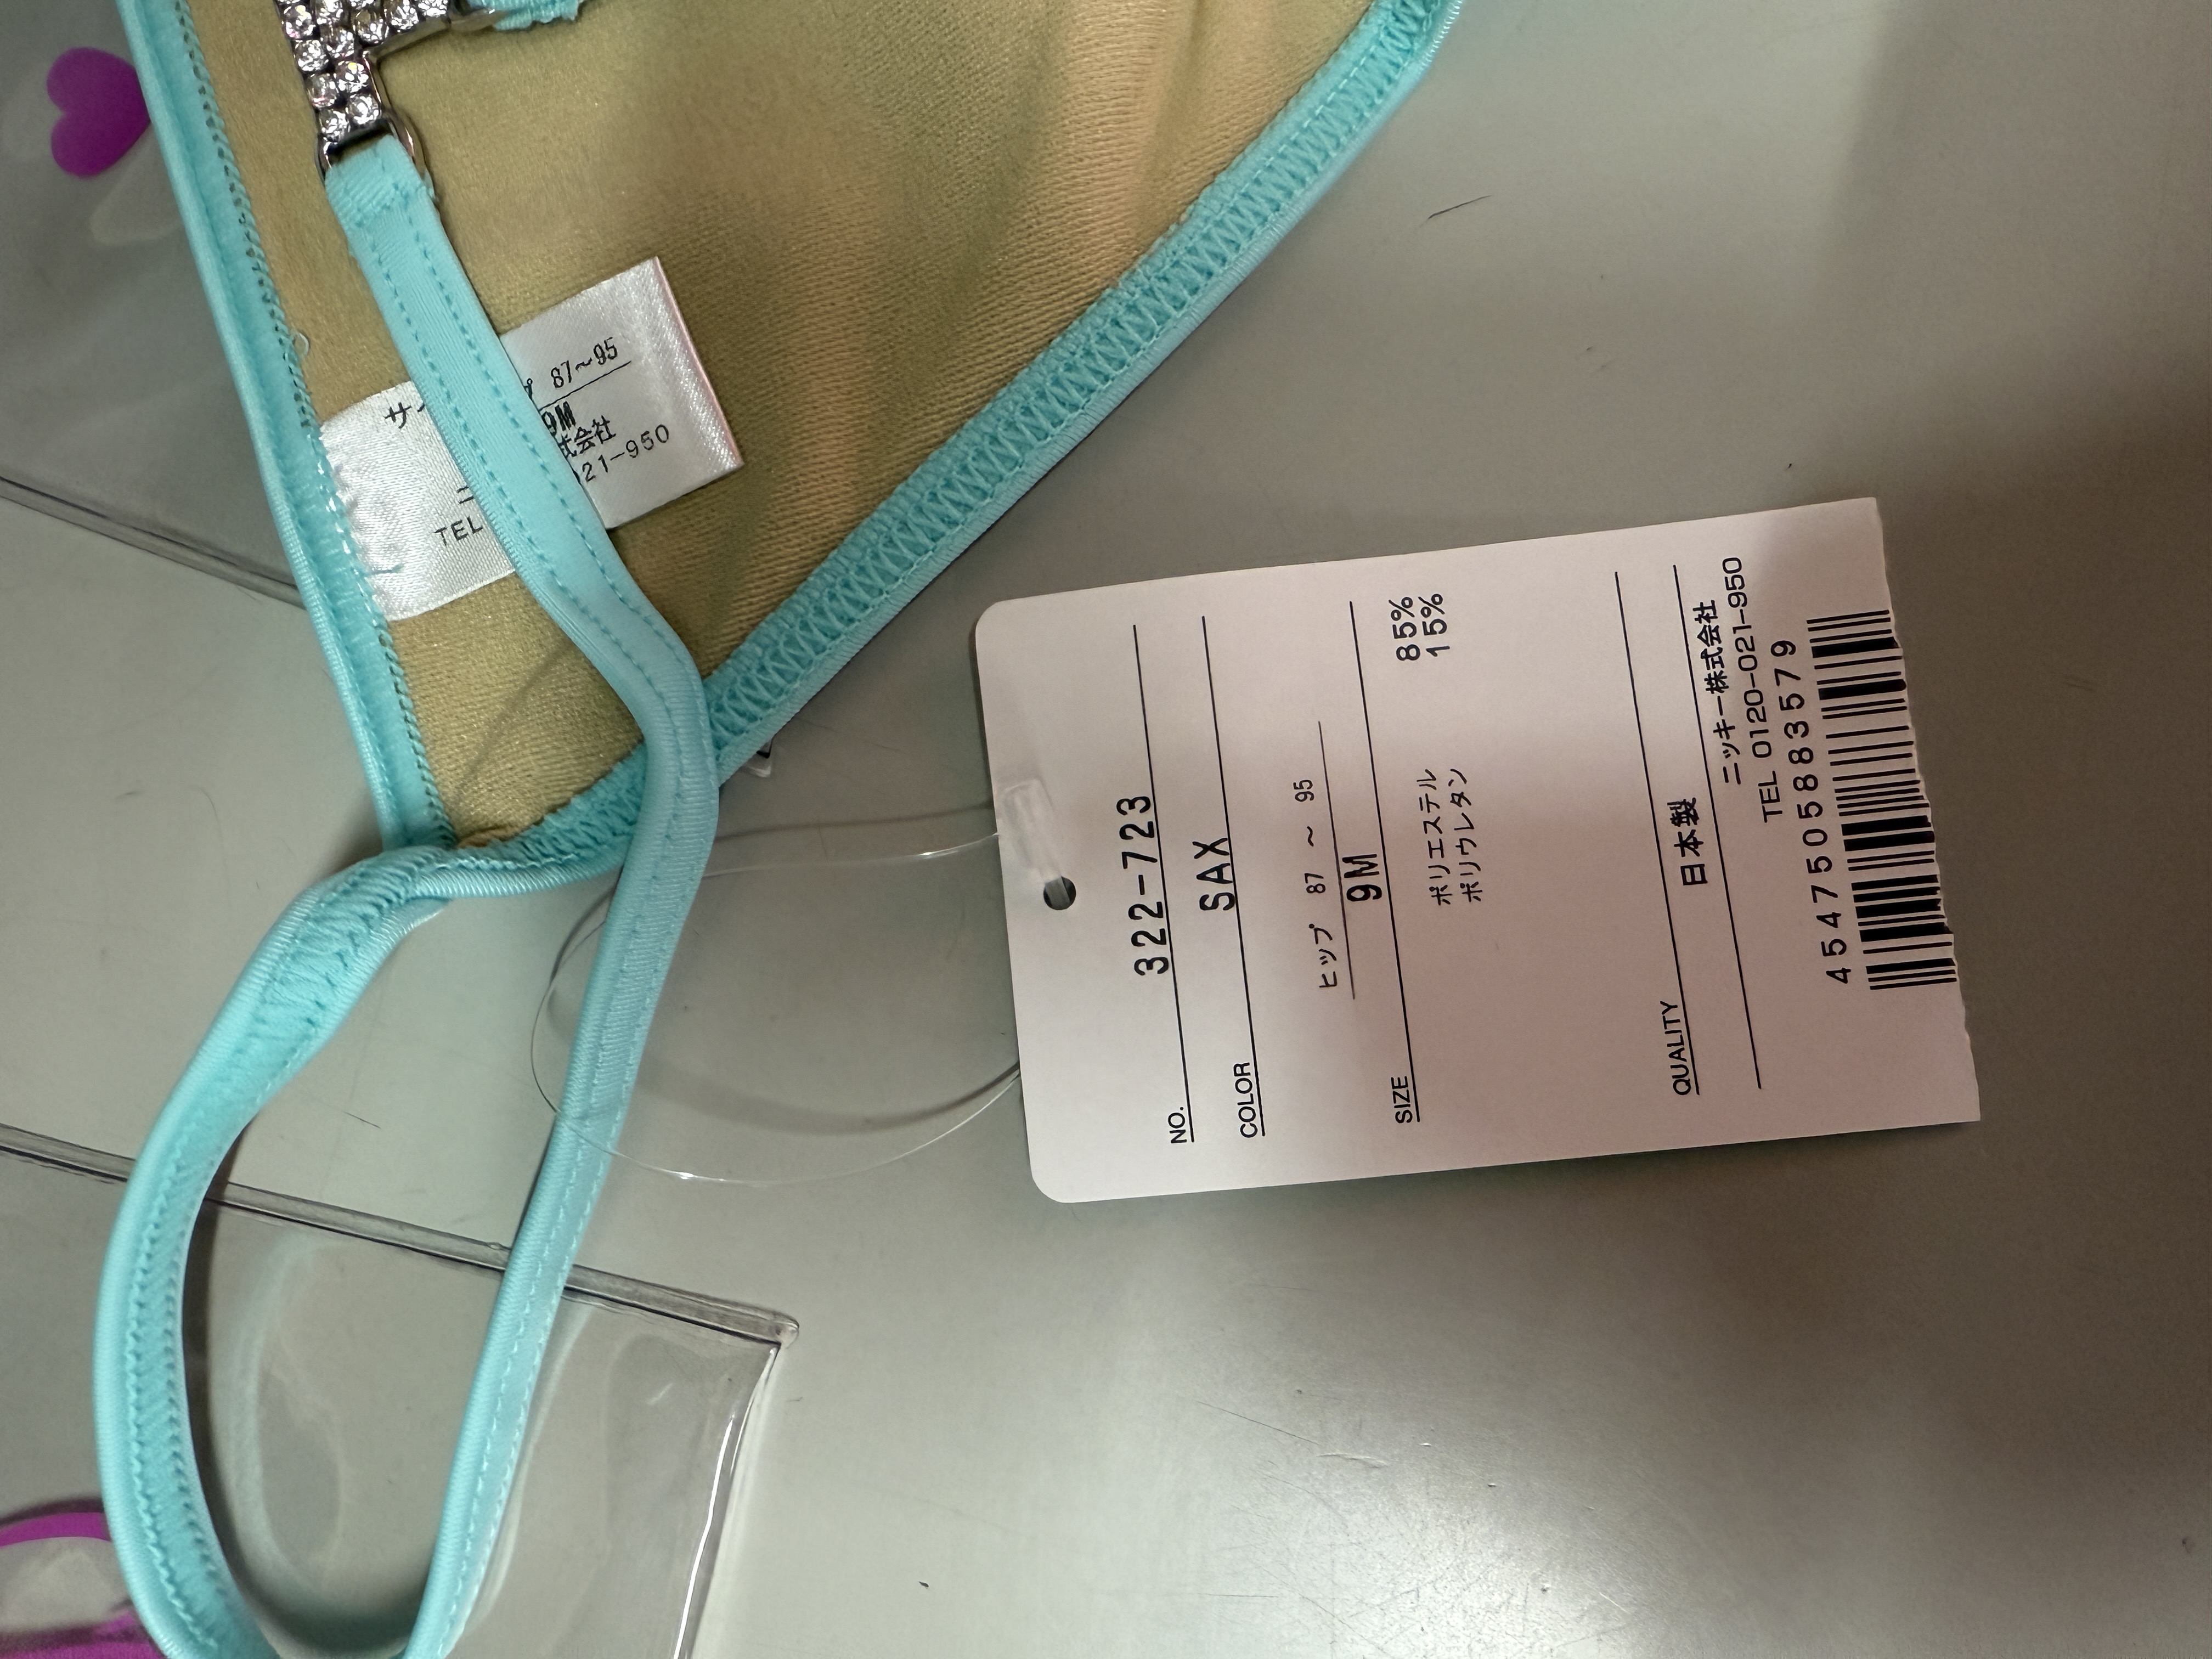 サ
プ 87〜95
9M
式会社
TEL
021-950
NO. 322-723
COLOR SAX
ヒップ 87 〜 95
SIZE 9M
ポリエステル 85%
ポリウレタン 15%
QUALITY 日本製
ニッキー株式会社
TEL 0120-021-950
4547505883579